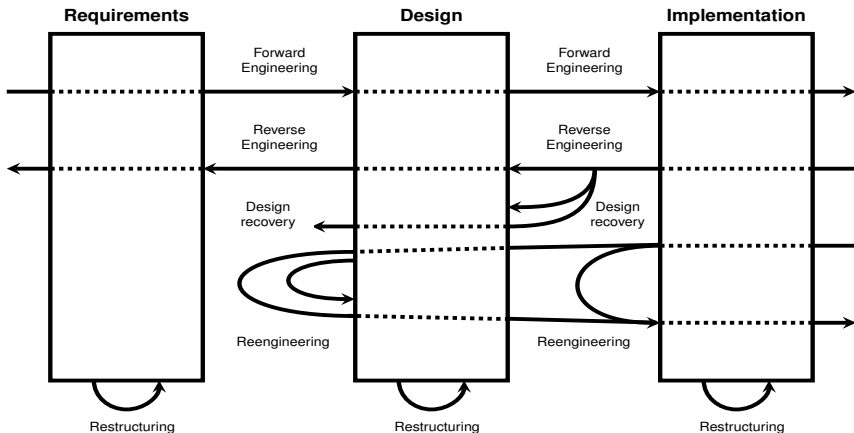 Requirements
Design
Implementation
Forward
Engineering
Forward
Engineering
Reverse
Engineering
Reverse
Engineering
Design
recovery
Design
recovery
Reengineering
Reengineering
Restructuring
Restructuring
Restructuring